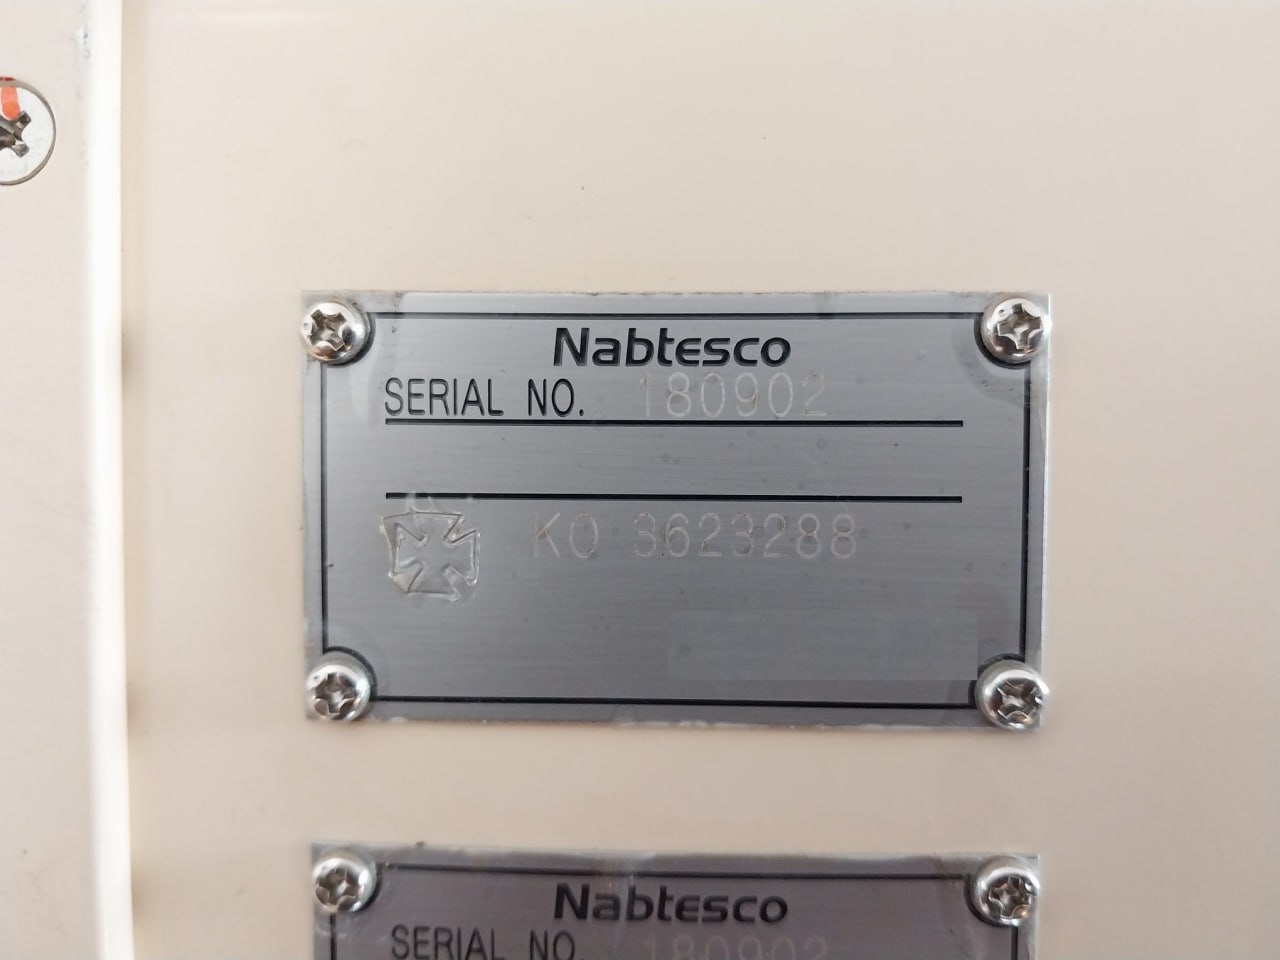 Nabtesco
SERIAL NO. 180902
KO 3623288
Nabtesco
SERIAL NO. 180902